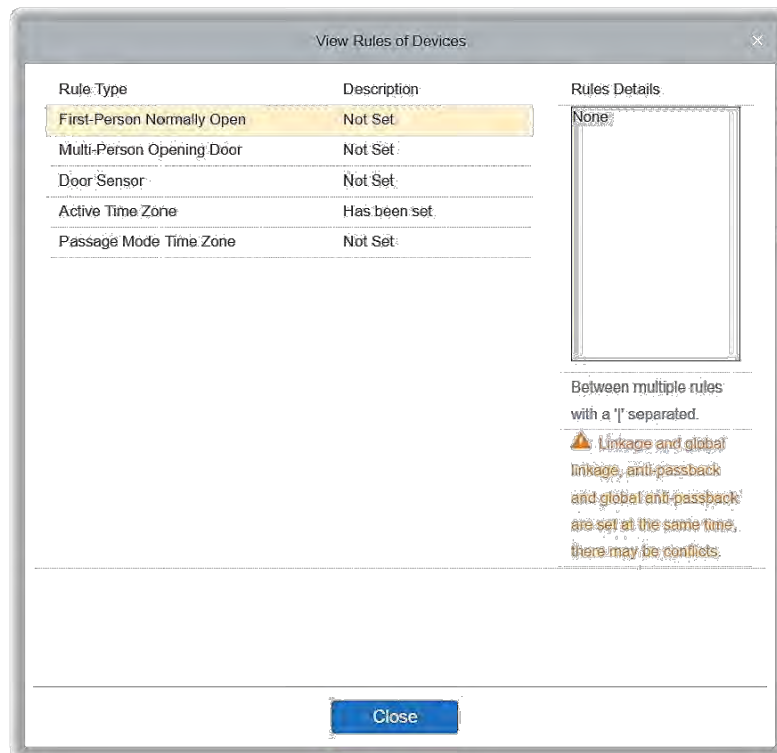 View Rules of Devices
Rule Type Description Rules Details
First-Person Normally Open Not Set None
Multi-Person Opening Door Not Set
Door Sensor Not Set
Active Time Zone Has been set
Passage Mode Time Zone Not Set
Between multiple rules
with a '|' separated.
Linkage and global
linkage, anti-passback
and global anti-passback
are set at the same time,
there may be conflicts.
Close